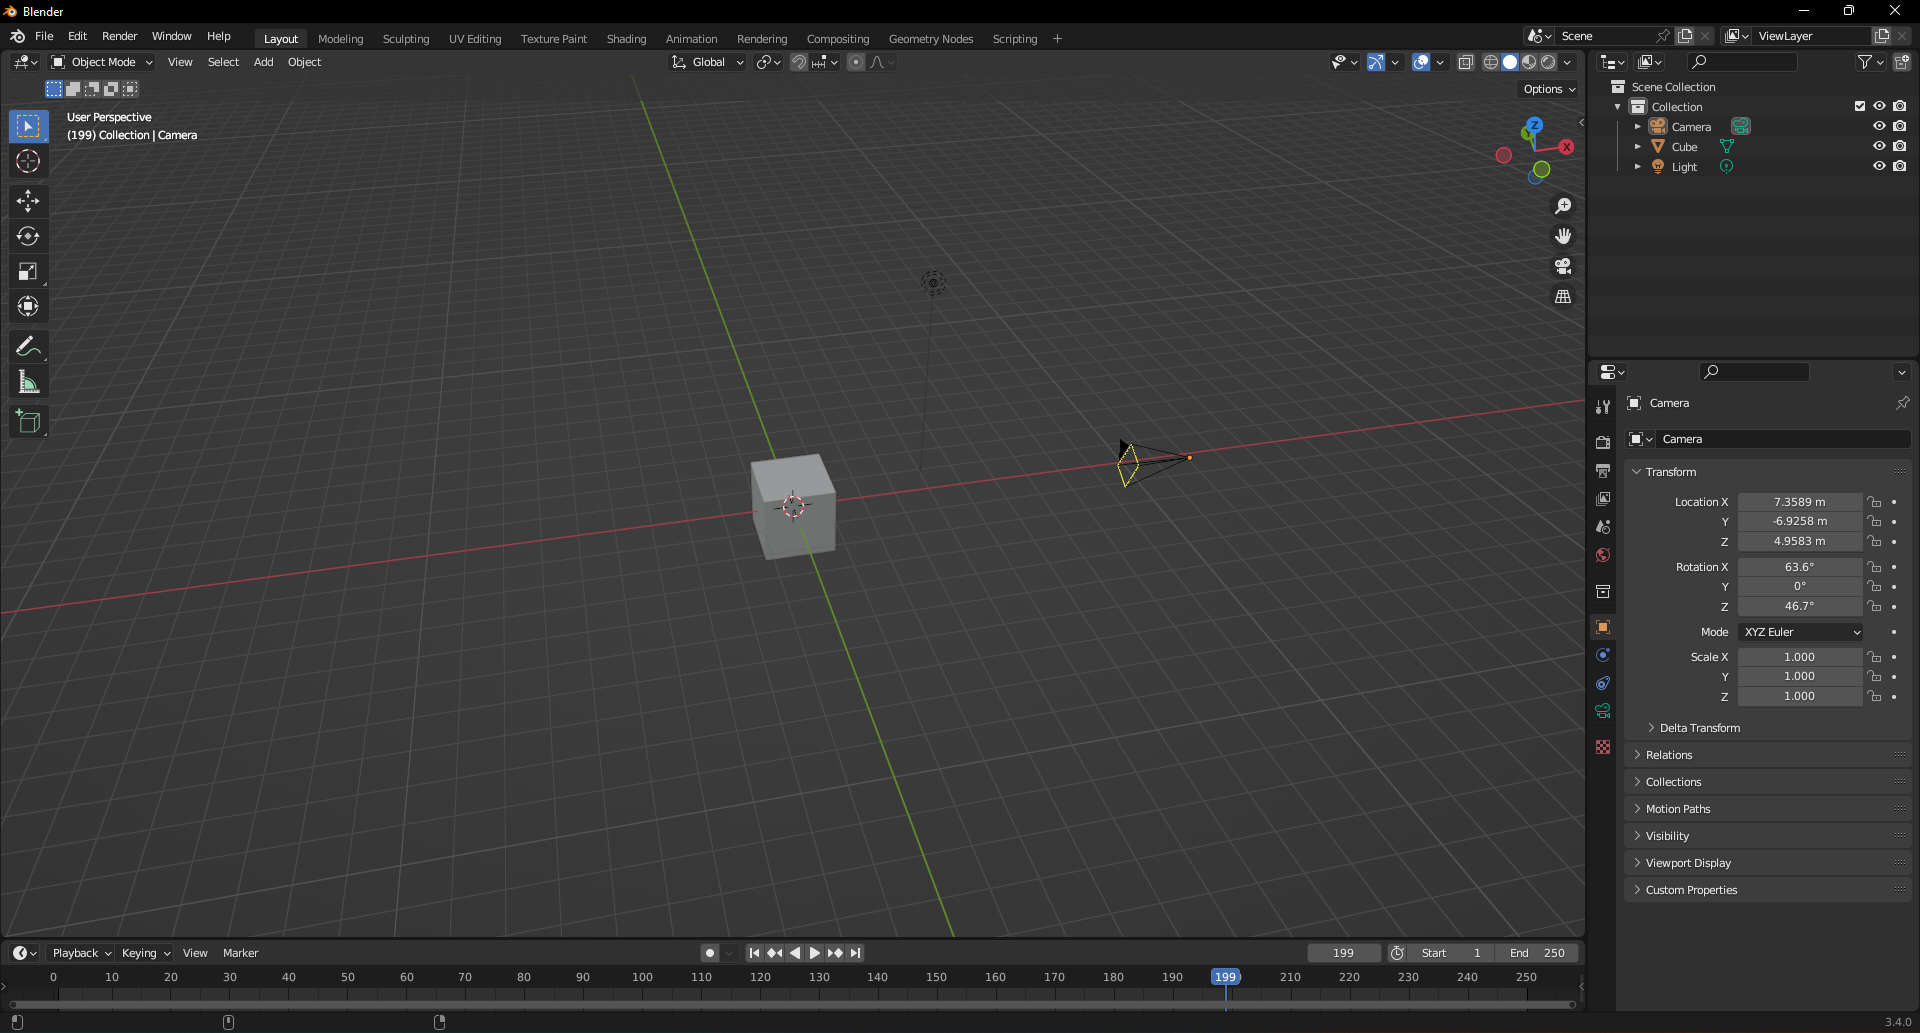 Blender
File Edit Render Window Help Layout Modeling Sculpting UV Editing Texture Paint Shading Animation Rendering Compositing Geometry Nodes Scripting + Scene ViewLayer
Object Mode View Select Add Object Global
Options
User Perspective
(199) Collection | Camera
Z
X
Scene Collection
Collection
Camera
Cube
Light
Camera
Camera
Transform
Location X 7.3589 m
Y -6.9258 m
Z 4.9583 m
Rotation X 63.6°
Y 0°
Z 46.7°
Mode XYZ Euler
Scale X 1.000
Y 1.000
Z 1.000
Delta Transform
Relations
Collections
Motion Paths
Visibility
Viewport Display
Custom Properties
Playback Keying View Marker 199 Start 1 End 250
0 10 20 30 40 50 60 70 80 90 100 110 120 130 140 150 160 170 180 190 199 210 220 230 240 250
3.4.0